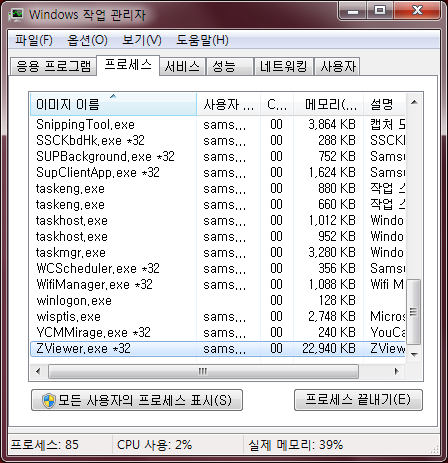 Windows 작업 관리자
파일(F) 옵션(O) 보기(V) 도움말(H)
응용 프로그램 프로세스 서비스 성능 네트워킹 사용자
이미지 이름 사용자 ... C... 메모리(... 설명
SnippingTool.exe sams... 00 3,864 KB 캡처 도
SSCKbdHk.exe *32 sams... 00 288 KB SSCKl
SUPBackground.exe *32 sams... 00 752 KB Samsu
SupClientApp.exe *32 sams... 00 1,624 KB Samsu
taskeng.exe sams... 00 880 KB 작업 스
taskeng.exe sams... 00 660 KB 작업 스
taskhost.exe sams... 00 1,012 KB Windo
taskhost.exe sams... 00 952 KB Windo
taskmgr.exe sams... 00 3,280 KB Windo
WCScheduler.exe *32 sams... 00 356 KB Samsu
WifiManager.exe *32 sams... 00 1,088 KB Wifi M
winlogon.exe 00 128 KB
wisptis.exe sams... 00 2,748 KB Micros
YCMMirage.exe *32 sams... 00 240 KB YouCa
ZViewer.exe *32 sams... 00 22,940 KB ZView
모든 사용자의 프로세스 표시(S) 프로세스 끝내기(E)
프로세스: 85 CPU 사용: 2% 실제 메모리: 39%